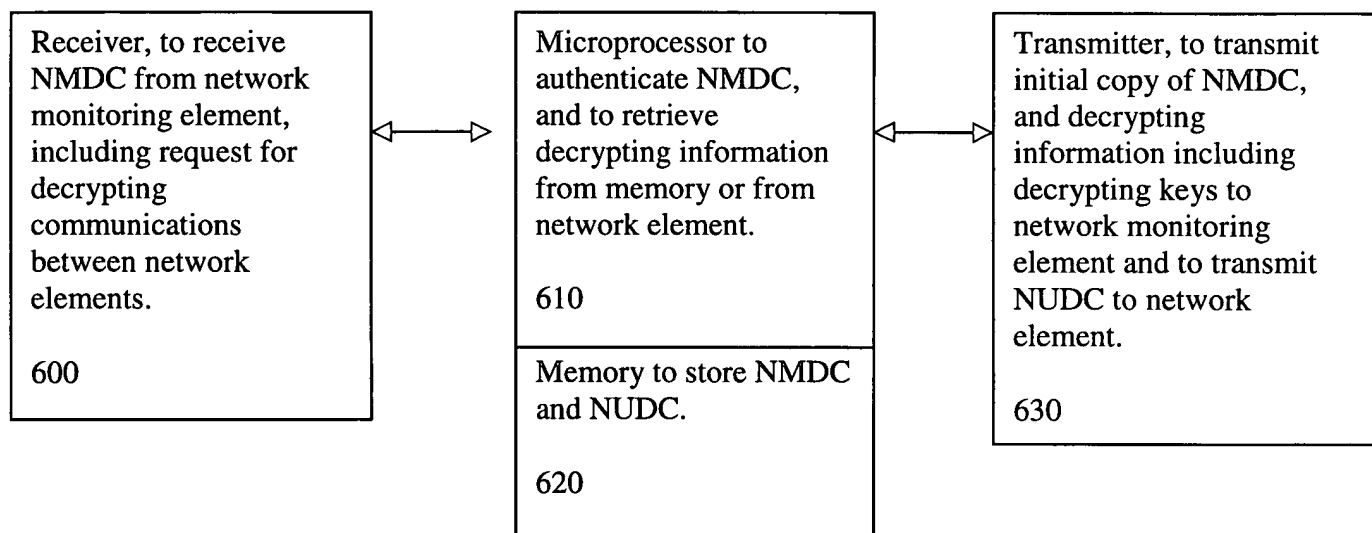 Receiver, to receive
NMDC from network
monitoring element,
including request for
decrypting
communications
between network
elements.
600
Microprocessor to
authenticate NMDC,
and to retrieve
decrypting information
from memory or from
network element.
610
Memory to store NMDC
and NUDC.
620
Transmitter, to transmit
initial copy of NMDC,
and decrypting
information including
decrypting keys to
network monitoring
element and to transmit
NUDC to network
element.
630